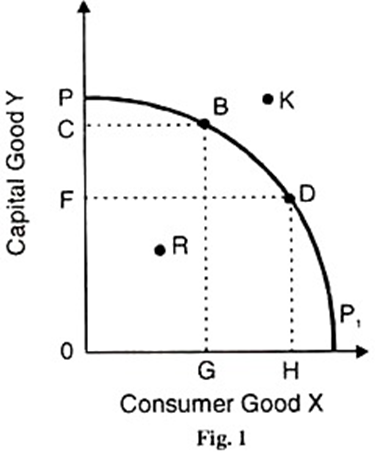 P
B
K
C
Capital Good Y
F
D
R
P₁
0
G
H
Consumer Good X
Fig. 1